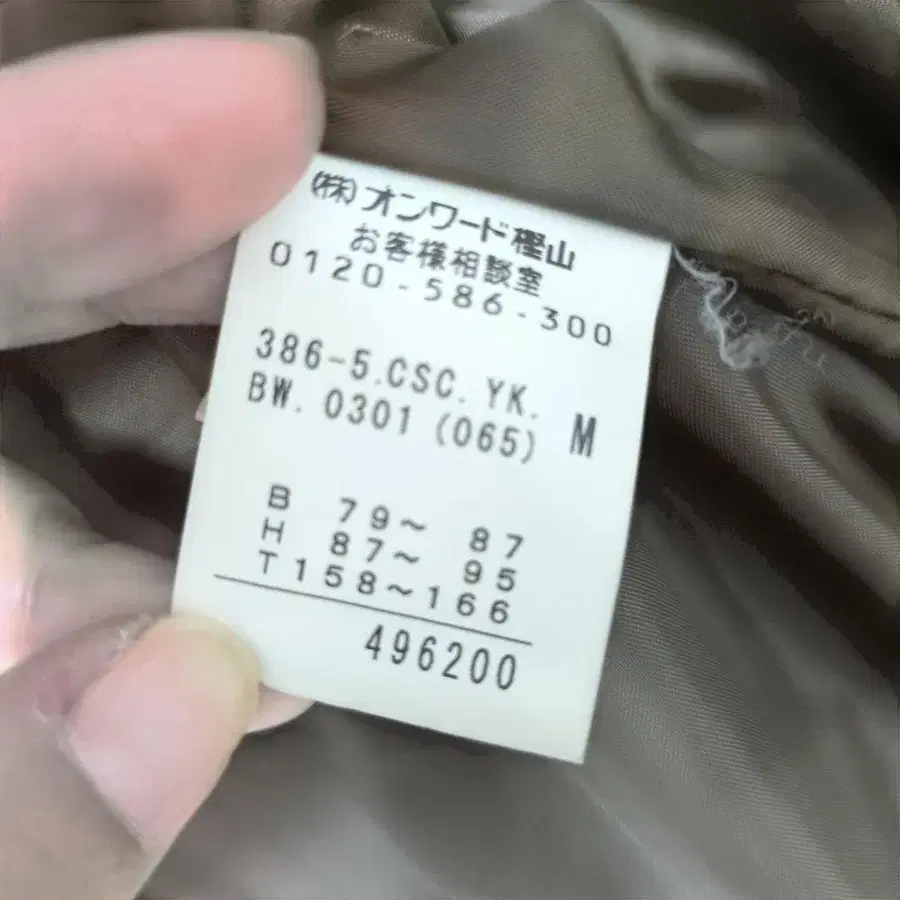 (株)オンワード樫山
お客様相談室
0120-586-300
386-5.CSC.YK.
BW. 0301 (065) M
B 79~ 87
H 87~ 95
T158~166
496200